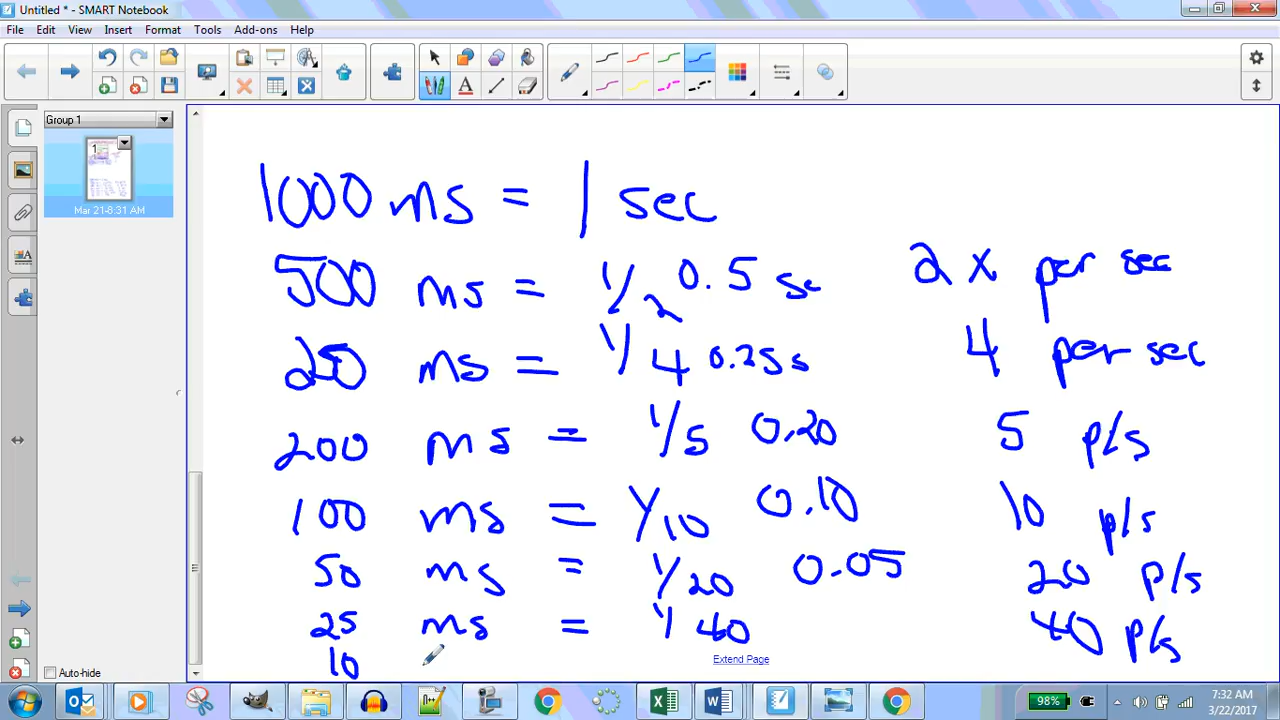 Untitled * - SMART Notebook
File Edit View Insert Format Tools Add-ons Help
Group 1
1
Mar 21-8:31 AM
1000 ms = 1 sec
500 ms = 1/2 0.5 sc 2 x per sec
250 ms = 1/4 0.25 s 4 per sec
200 ms = 1/5 0.20 5 p/s
100 ms = 1/10 0.10 10 p/s
50 ms = 1/20 0.05 20 p/s
25 ms = 1/40 40 p/s
10
Extend Page
Auto-hide
98% 7:32 AM
3/22/2017